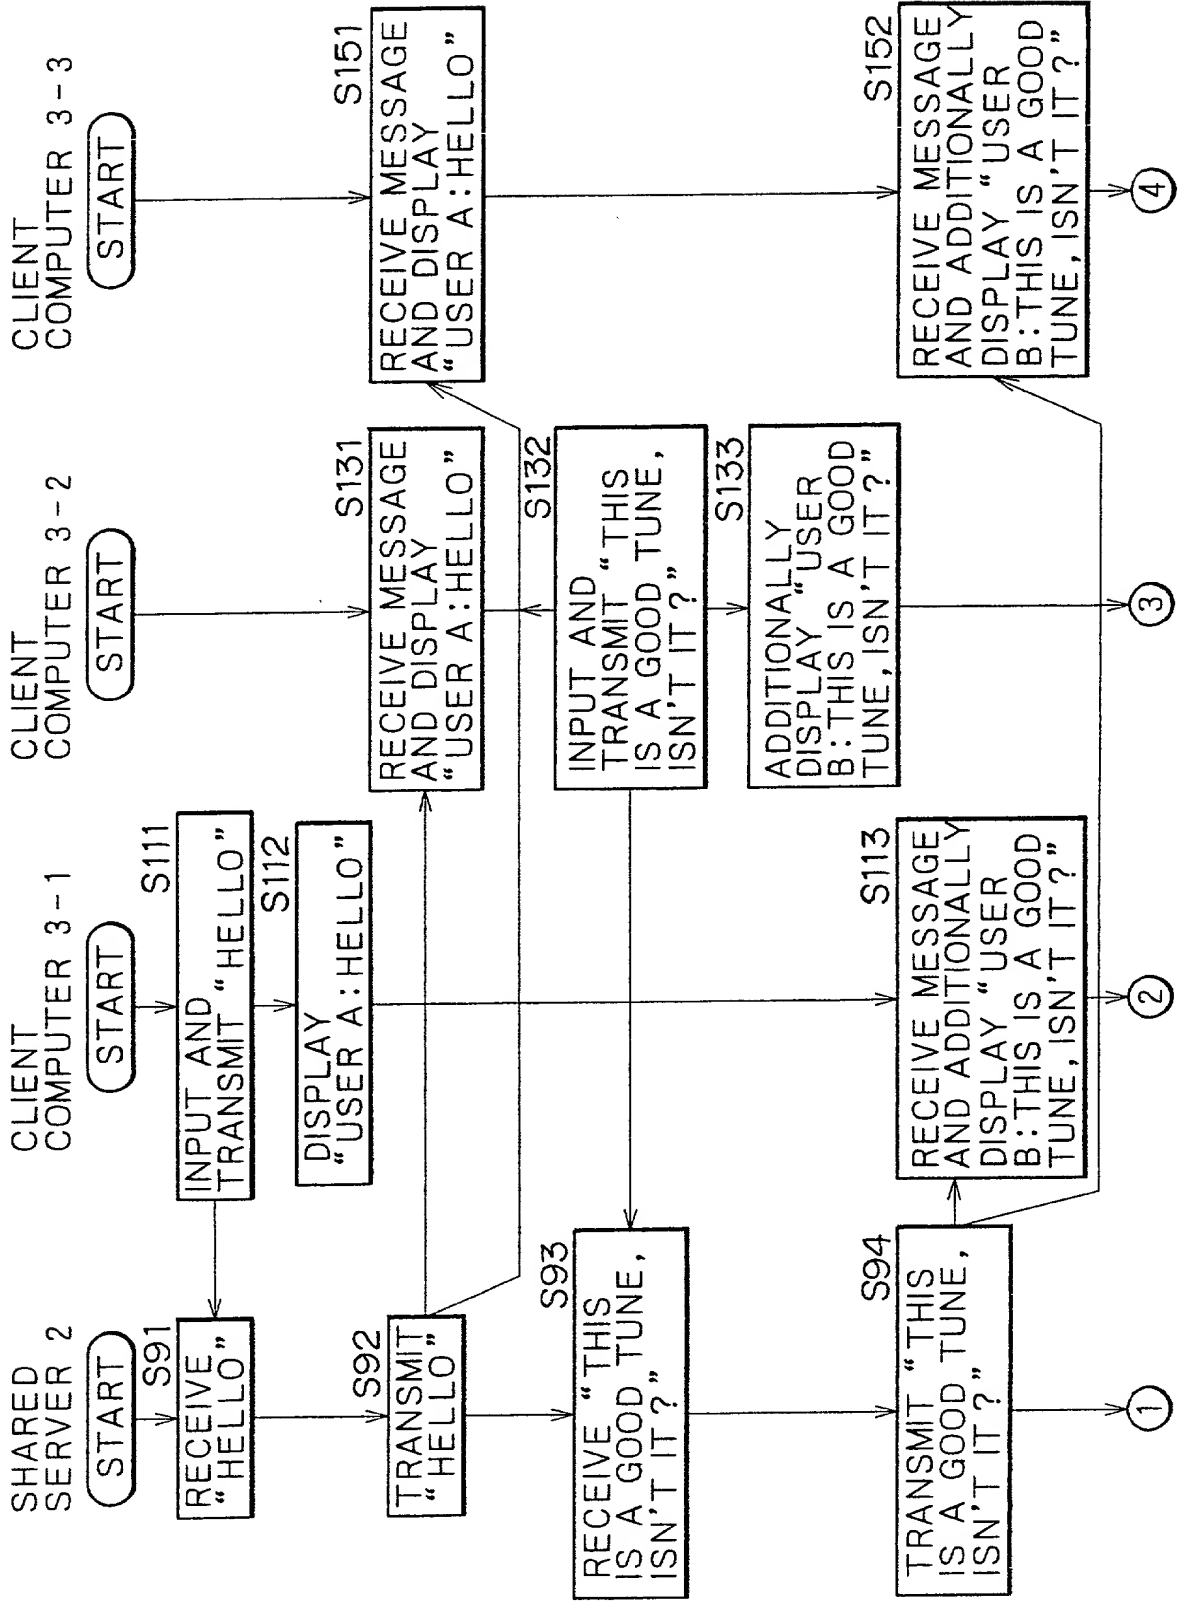 SHARED
SERVER 2
START
S91
RECEIVE
“HELLO”
S92
TRANSMIT
“HELLO”
S93
RECEIVE “THIS
IS A GOOD TUNE,
ISN'T IT?”
S94
TRANSMIT “THIS
IS A GOOD TUNE,
ISN'T IT?”
1
CLIENT
COMPUTER 3-1
START
S111
INPUT AND
TRANSMIT “HELLO”
S112
DISPLAY
“USER A:HELLO”
S113
RECEIVE MESSAGE
AND ADDITIONALLY
DISPLAY “USER
B:THIS IS A GOOD
TUNE,ISN'T IT?”
2
CLIENT
COMPUTER 3-2
START
S131
RECEIVE MESSAGE
AND DISPLAY
“USER A:HELLO”
S132
INPUT AND
TRANSMIT “THIS
IS A GOOD TUNE,
ISN'T IT?”
S133
ADDITIONALLY
DISPLAY “USER
B:THIS IS A GOOD
TUNE,ISN'T IT?”
3
CLIENT
COMPUTER 3-3
START
S151
RECEIVE MESSAGE
AND DISPLAY
“USER A:HELLO”
S152
RECEIVE MESSAGE
AND ADDITIONALLY
DISPLAY “USER
B:THIS IS A GOOD
TUNE,ISN'T IT?”
4